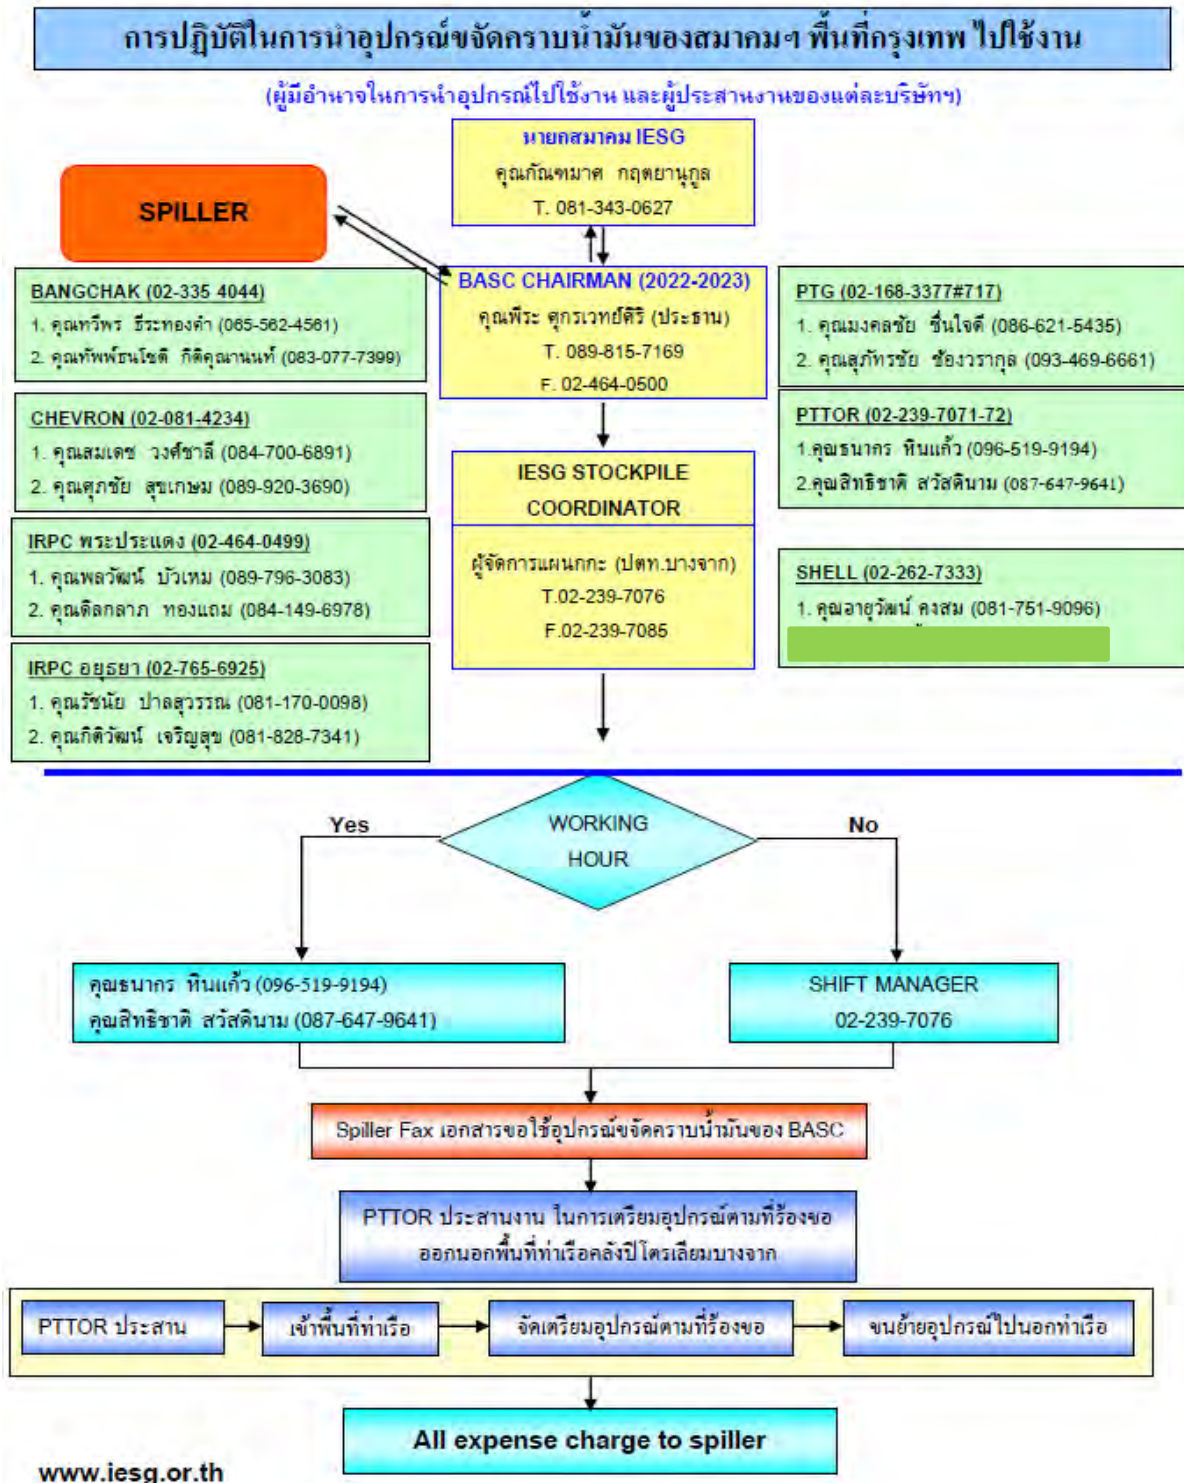 การปฏิบัติในการนำอุปกรณ์ขจัดคราบน้ำมันของสมาคมฯ พื้นที่กรุงเทพ ไปใช้งาน
(ผู้มีอำนาจในการนำอุปกรณ์ไปใช้งาน และผู้ประสานงานของแต่ละบริษัทฯ)
นายกสมาคม IESG
คุณกัณฑมาศ กฤตยานุกูล
T. 081-343-0627
SPILLER
BASC CHAIRMAN (2022-2023)
คุณพีระ ศุกรเวทย์ศิริ (ประธาน)
T. 089-815-7169
F. 02-464-0500
BANGCHAK (02-335 4044)
1. คุณทวีพร ธีระทองคำ (065-562-4561)
2. คุณทัพพ์ธนโชติ กิติคุณานนท์ (083-077-7399)
CHEVRON (02-081-4234)
1. คุณสมเดช วงศ์ชาลี (084-700-6891)
2. คุณศุภชัย สุขเกษม (089-920-3690)
IRPC พระประแดง (02-464-0499)
1. คุณพลวัฒน์ บัวเหม (089-796-3083)
2. คุณดิลกลาภ ทองแถม (084-149-6978)
IRPC อยุธยา (02-765-6925)
1. คุณรัชนัย ปาลสุวรรณ (081-170-0098)
2. คุณกิติวัฒน์ เจริญสุข (081-828-7341)
IESG STOCKPILE
COORDINATOR
ผู้จัดการแผนกกะ (ปตท.บางจาก)
T.02-239-7076
F.02-239-7085
PTG (02-168-3377#717)
1. คุณมงคลชัย ชื่นใจดี (086-621-5435)
2. คุณสุภัทรชัย ช้องวรากุล (093-469-6661)
PTTOR (02-239-7071-72)
1.คุณธนากร หินแก้ว (096-519-9194)
2.คุณสิทธิชาติ สวัสดินาม (087-647-9641)
SHELL (02-262-7333)
1. คุณอายุวัฒน์ คงสม (081-751-9096)
WORKING
HOUR
Yes
No
คุณธนากร หินแก้ว (096-519-9194)
คุณสิทธิชาติ สวัสดินาม (087-647-9641)
SHIFT MANAGER
02-239-7076
Spiller Fax เอกสารขอใช้อุปกรณ์ขจัดคราบน้ำมันของ BASC
PTTOR ประสานงาน ในการเตรียมอุปกรณ์ตามที่ร้องขอ
ออกนอกพื้นที่ท่าเรือคลังปิโตรเลียมบางจาก
PTTOR ประสาน
เข้าพื้นที่ท่าเรือ
จัดเตรียมอุปกรณ์ตามที่ร้องขอ
ขนย้ายอุปกรณ์ไปนอกท่าเรือ
All expense charge to spiller
www.iesg.or.th